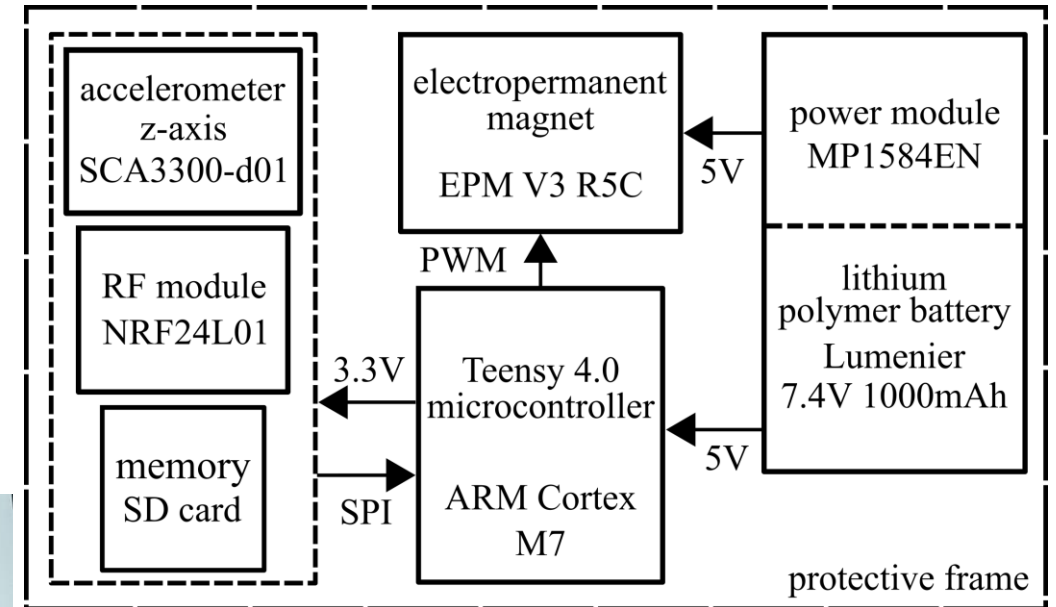 accelerometer
z-axis
SCA3300-d01
RF module
NRF24L01
memory
SD card
electropermanent
magnet
EPM V3 R5C
PWM
3.3V
SPI
Teensy 4.0
microcontroller
ARM Cortex
M7
5V
5V
power module
MP1584EN
lithium
polymer battery
Lumenier
7.4V 1000mAh
protective frame